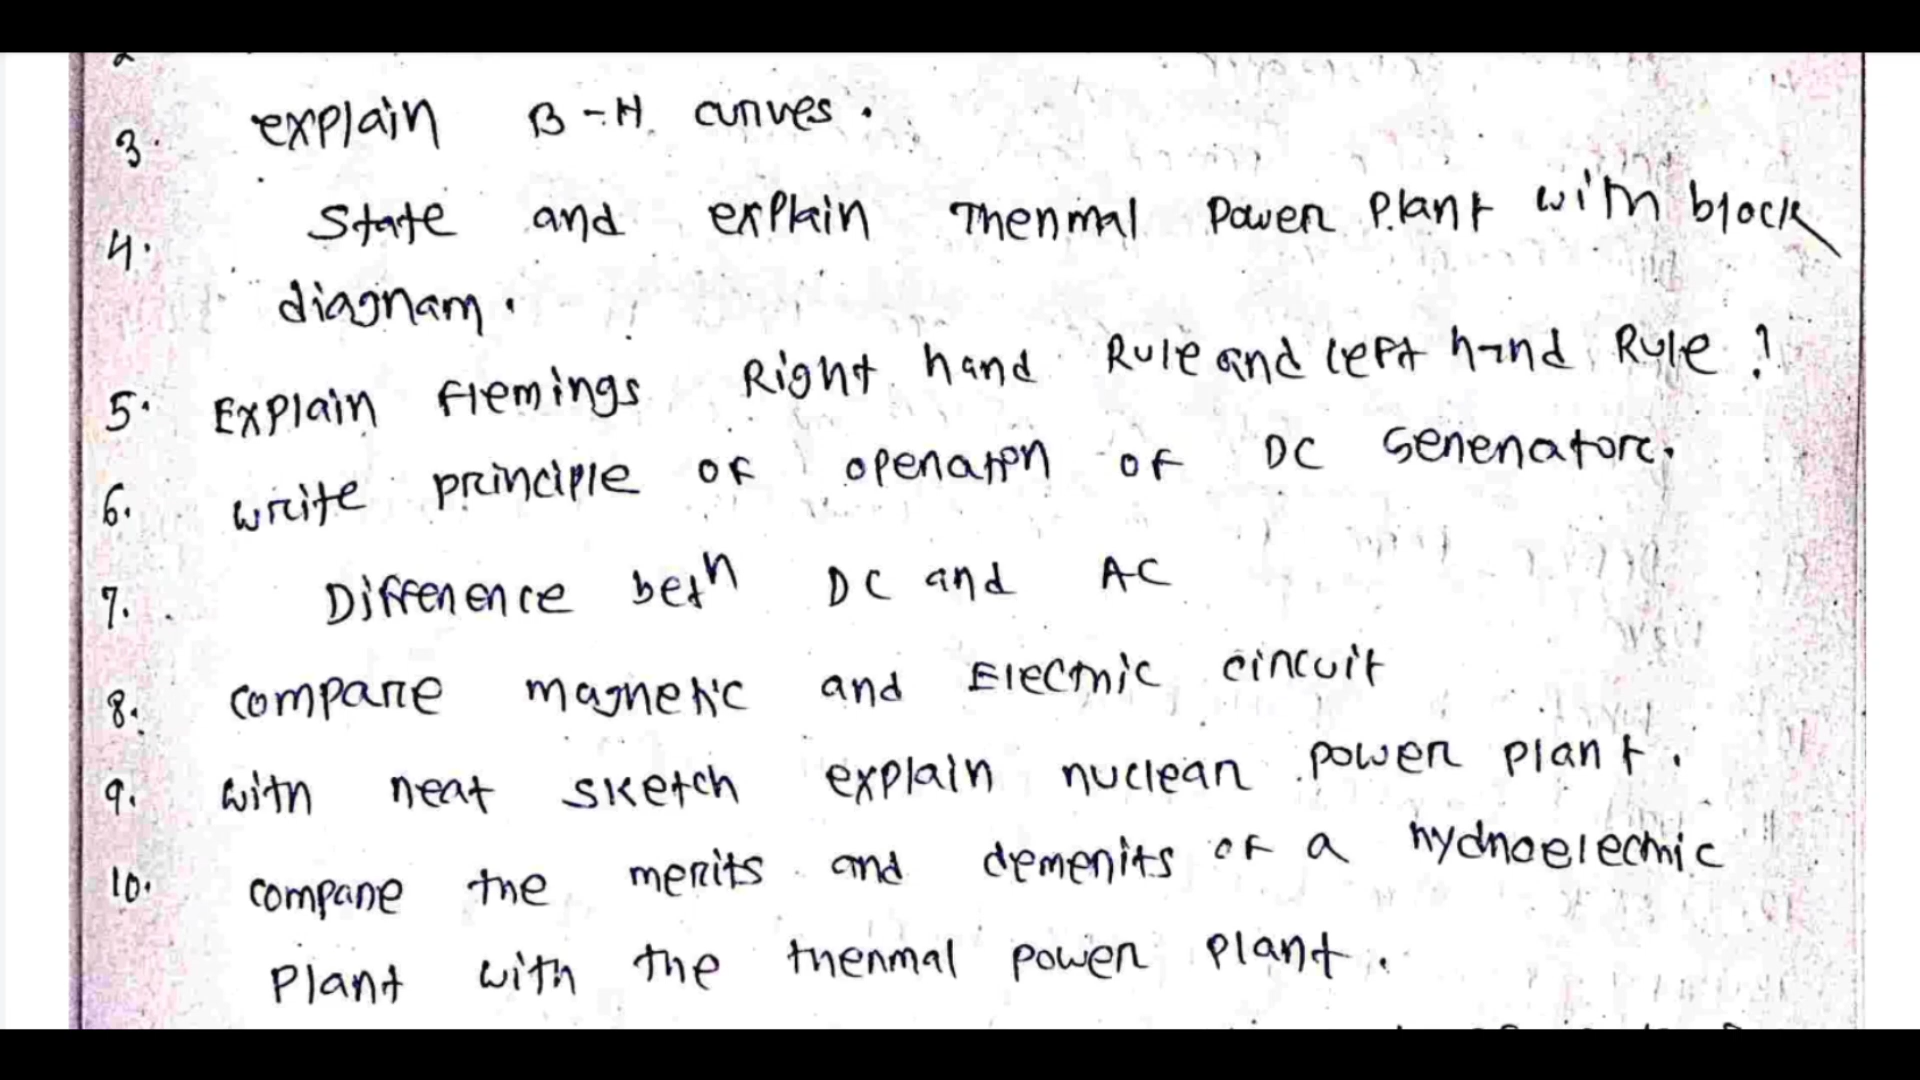 3. explain B-H curves.
4. State and explain Thermal Power Plant with block
diagram.
5. Explain Flemings Right hand Rule and left hand Rule?
6. write principle of operation of DC Generator.
7. Difference betn DC and AC
8. compare magnetic and Electric circuit
9. with neat sketch explain nuclear power plant.
10. compare the merits and demerits of a hydroelectric
Plant with the thermal power plant.